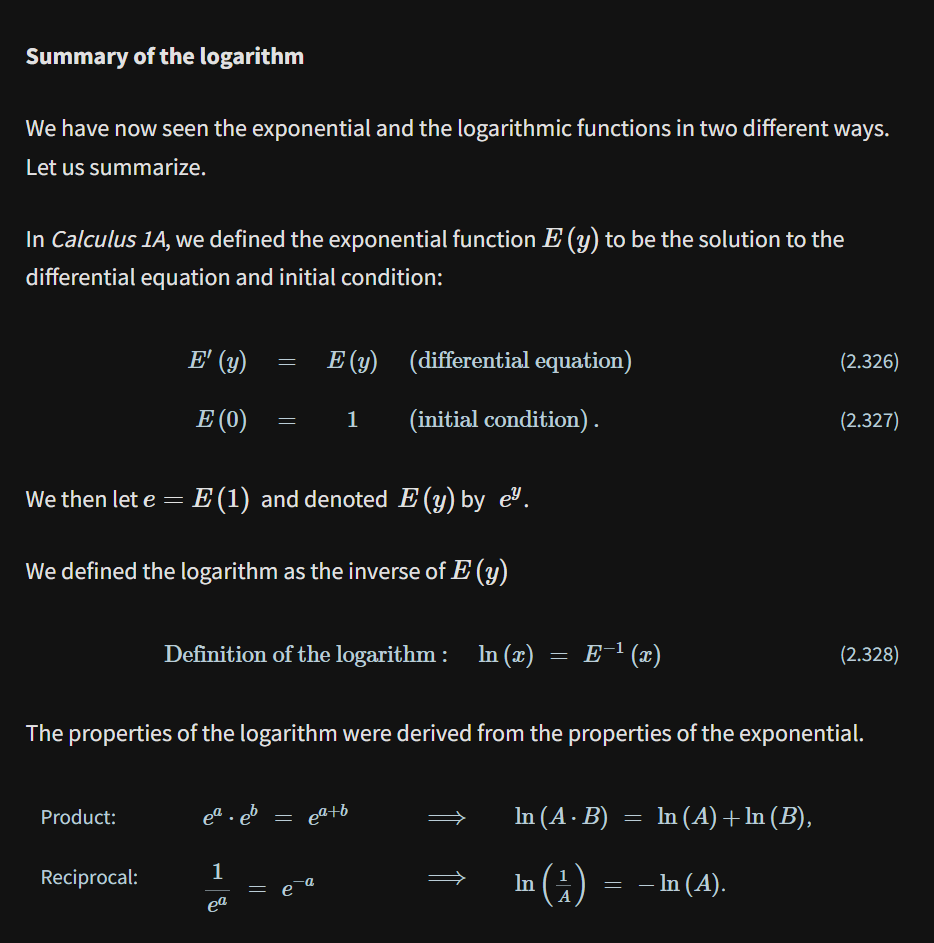 Summary of the logarithm
We have now seen the exponential and the logarithmic functions in two different ways.
Let us summarize.
In Calculus 1A, we defined the exponential function E (y) to be the solution to the
differential equation and initial condition:
E′ (y) = E (y) (differential equation) (2.326)
E (0) = 1 (initial condition) . (2.327)
We then let e = E (1) and denoted E (y) by e^y.
We defined the logarithm as the inverse of E (y)
Definition of the logarithm : ln (x) = E^{−1} (x) (2.328)
The properties of the logarithm were derived from the properties of the exponential.
Product: e^a · e^b = e^{a+b} ⟹ ln (A · B) = ln (A) + ln (B),
Reciprocal: \frac{1}{e^a} = e^{−a} ⟹ ln (\frac{1}{A}) = − ln (A).